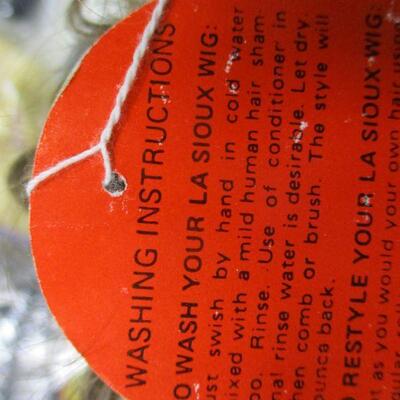 WASHING INSTRUCTIONS
O WASH YOUR LA SIOUX WIG:
ust swish by hand in cold water
ixed with a mild human hair sham-
oo. Rinse. Use of conditioner in
nal rinse water is desirable. Let dry,
hen comb or brush. The style will
ounce back.
O RESTYLE YOUR LA SIOUX WIG:
t as you would your own hair